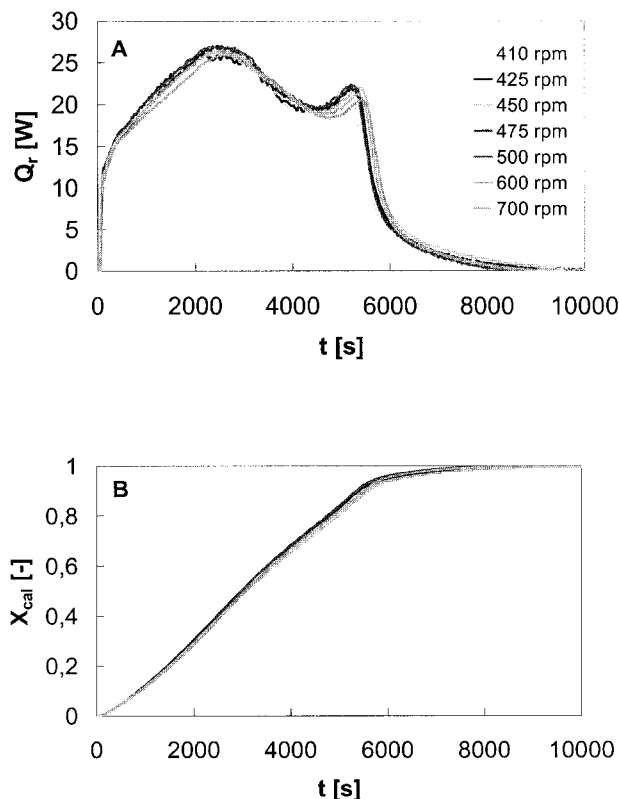 A
30
25
20
15
10
5
0
Qr [W]
410 rpm
425 rpm
450 rpm
475 rpm
500 rpm
600 rpm
700 rpm
0 2000 4000 6000 8000 10000
t [s]
B
1
0,8
0,6
0,4
0,2
0
Xcal [-]
0 2000 4000 6000 8000 10000
t [s]